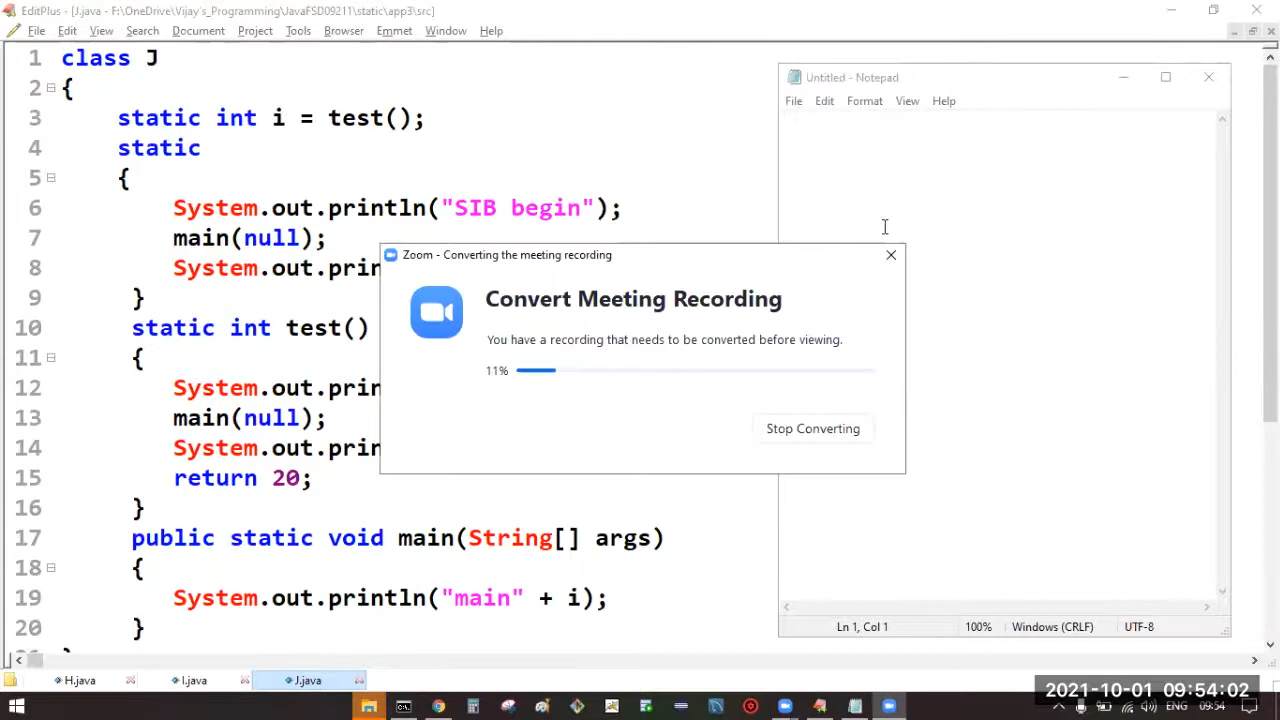 EditPlus - [J.java - F:\OneDrive\Vijay's_Programming\JavaFSD09211\static\app3\src]
File Edit View Search Document Project Tools Browser Emmet Window Help
1 class J
2 {
3 static int i = test();
4 static
5 {
6 System.out.println("SIB begin");
7 main(null);
8 System.out.prin
9 }
10 static int test()
11 {
12 System.out.prin
13 main(null);
14 System.out.prin
15 return 20;
16 }
17 public static void main(String[] args)
18 {
19 System.out.println("main" + i);
20 }
Untitled - Notepad
File Edit Format View Help
Zoom - Converting the meeting recording
Convert Meeting Recording
You have a recording that needs to be converted before viewing.
11%
Stop Converting
Ln 1, Col 1 100% Windows (CRLF) UTF-8
H.java I.java J.java
2021-10-01 09:54:02
ENG 09:54